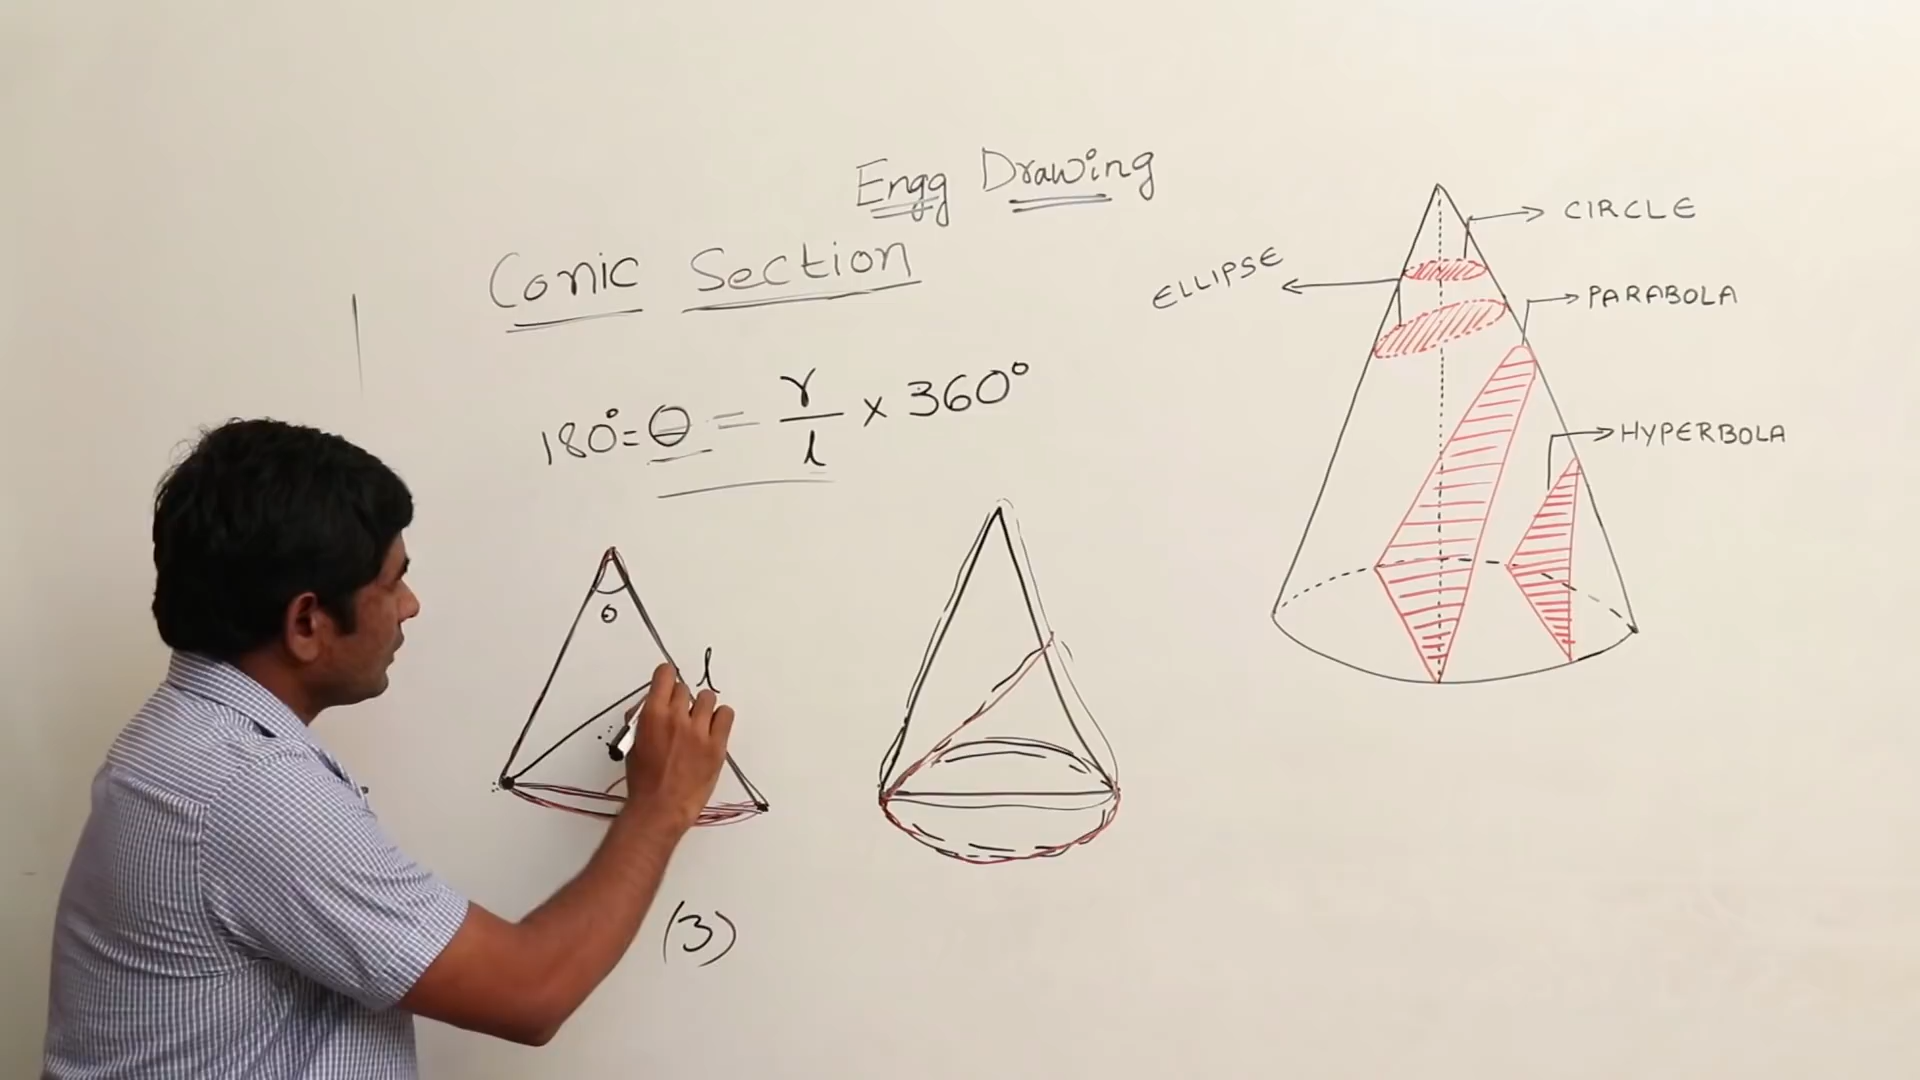 Engg Drawing
Conic Section
180° = θ = r/l × 360°
θ
l
(3)
CIRCLE
ELLIPSE
PARABOLA
HYPERBOLA